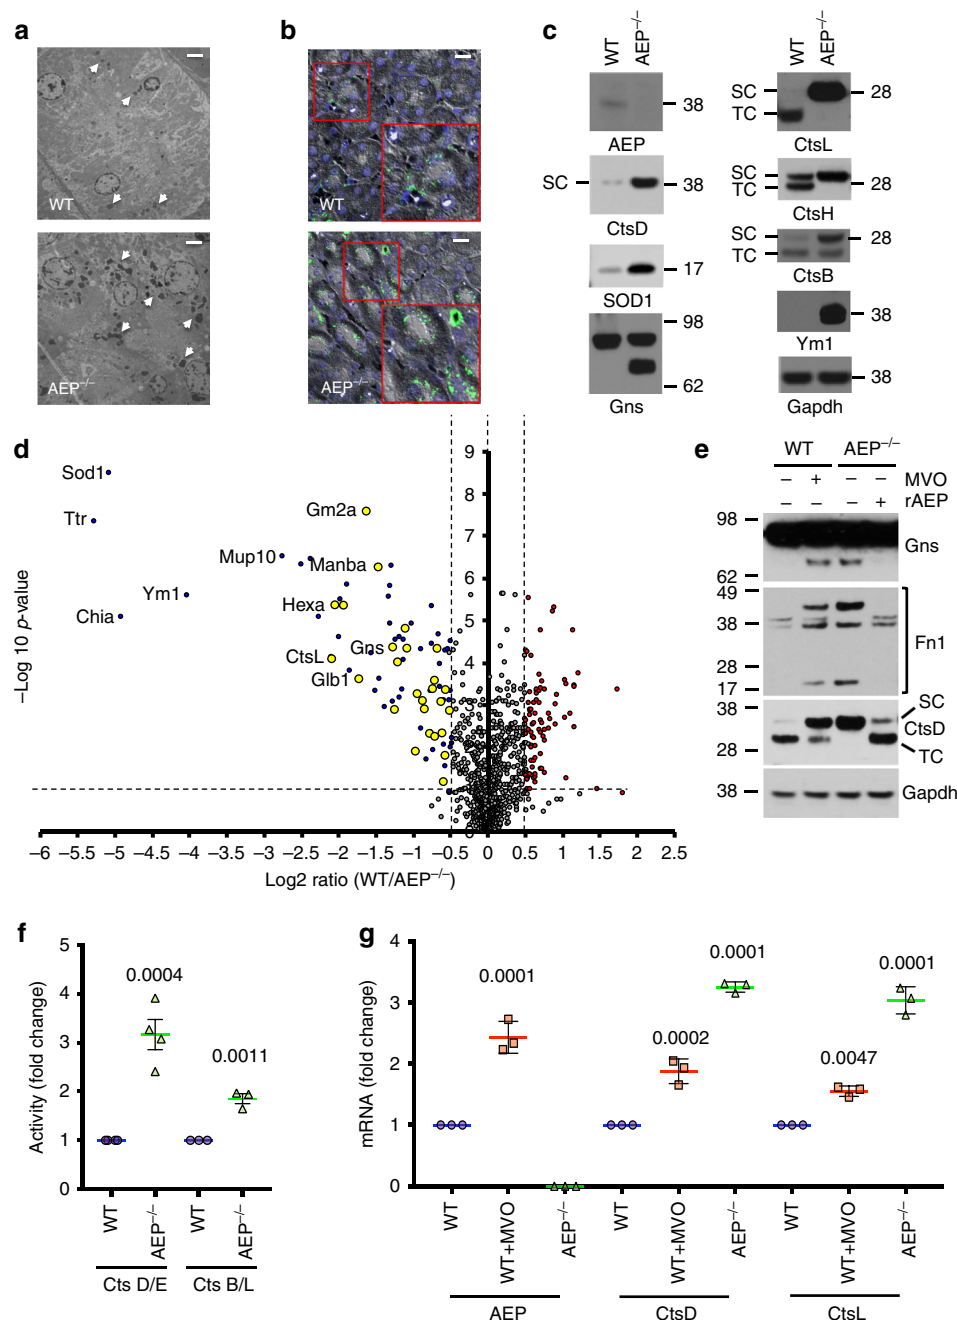 a
WT
AEP−/−
b
WT
AEP−/−
c
WT
AEP−/−
38
AEP
SC
38
CtsD
17
SOD1
98
62
Gns
WT
AEP−/−
SC
TC
28
CtsL
SC
TC
28
CtsH
SC
TC
28
CtsB
38
Ym1
38
Gapdh
d
Sod1
Ttr
Gm2a
Mup10
Manba
Ym1
Hexa
Chia
CtsL
Gns
Glb1
–Log 10 p-value
9
8
7
6
5
4
3
2
0
−6 −5.5 −5 −4.5 −4 −3.5 −3 −2.5 −2 −1.5 −1 −0.5 0 0.5 1 1.5 2 2.5
Log2 ratio (WT/AEP−/−)
e
WT AEP−/−
– + – – MVO
– – – + rAEP
98
62
Gns
49
38
28
17
Fn1
38
28
SC
CtsD
TC
38
Gapdh
f
Activity (fold change)
5
4
3
2
1
0
0.0004
0.0011
WT
AEP−/−
WT
AEP−/−
Cts D/E
Cts B/L
g
mRNA (fold change)
4
3
2
1
0
0.0001
0.0002
0.0001
0.0047
0.0001
WT
WT+MVO
AEP−/−
WT
WT+MVO
AEP−/−
WT
WT+MVO
AEP−/−
AEP
CtsD
CtsL